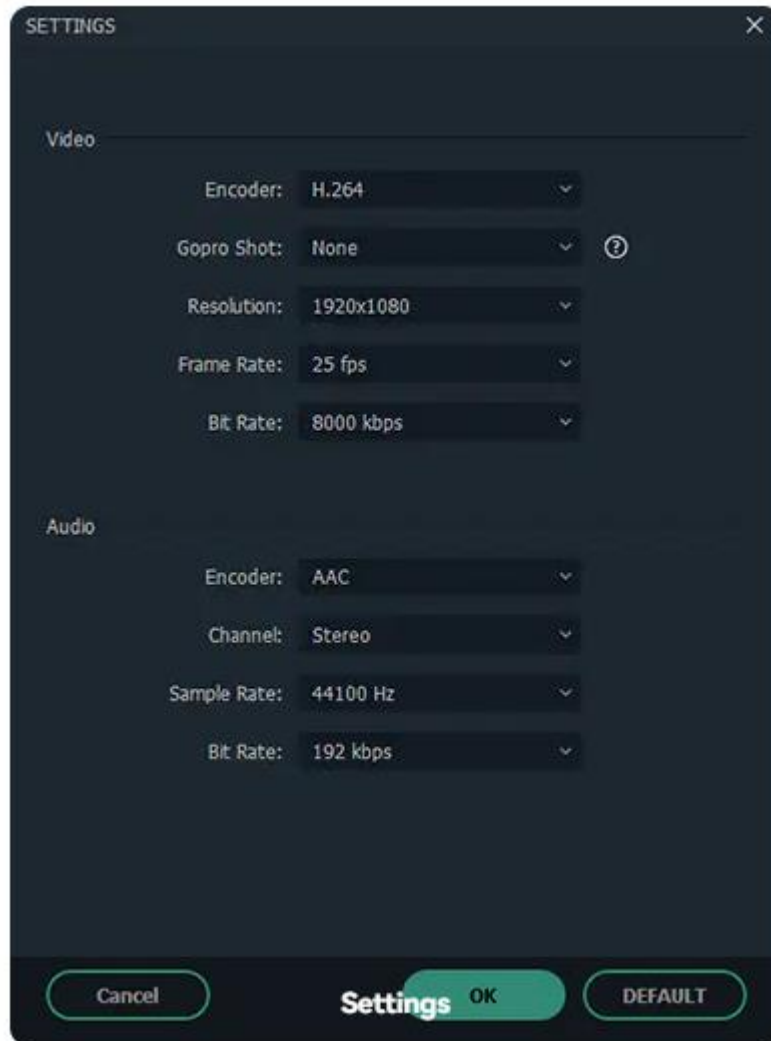 SETTINGS
Video
Encoder: H.264
Gopro Shot: None
Resolution: 1920x1080
Frame Rate: 25 fps
Bit Rate: 8000 kbps
Audio
Encoder: AAC
Channel: Stereo
Sample Rate: 44100 Hz
Bit Rate: 192 kbps
Cancel
Settings
OK
DEFAULT